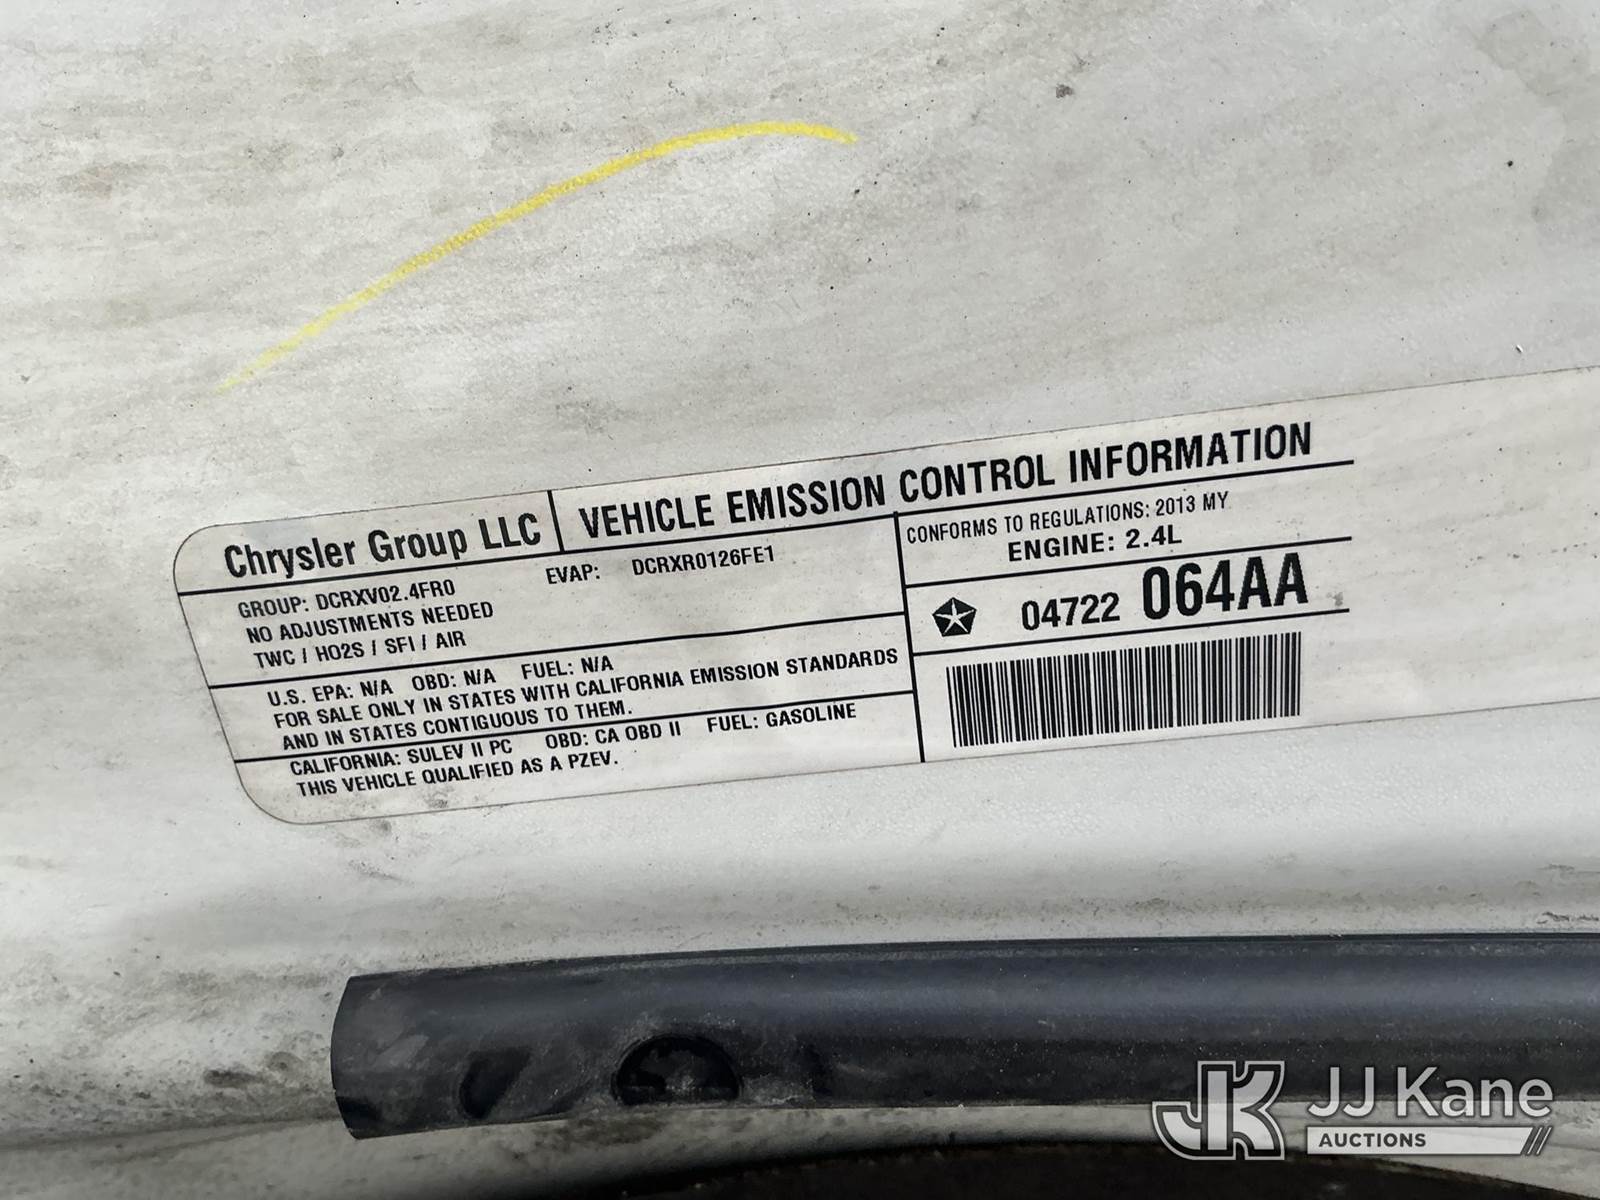 Chrysler Group LLC
VEHICLE EMISSION CONTROL INFORMATION
GROUP: DCRXV02.4FR0
EVAP: DCRXR0126FE1
NO ADJUSTMENTS NEEDED
TWC / HO2S / SFI / AIR
CONFORMS TO REGULATIONS: 2013 MY
ENGINE: 2.4L
04722 064AA
U.S. EPA: N/A OBD: N/A FUEL: N/A
FOR SALE ONLY IN STATES WITH CALIFORNIA EMISSION STANDARDS
AND IN STATES CONTIGUOUS TO THEM.
CALIFORNIA: SULEV II PC OBD: CA OBD II FUEL: GASOLINE
THIS VEHICLE QUALIFIED AS A PZEV.
JK JJ Kane
AUCTIONS